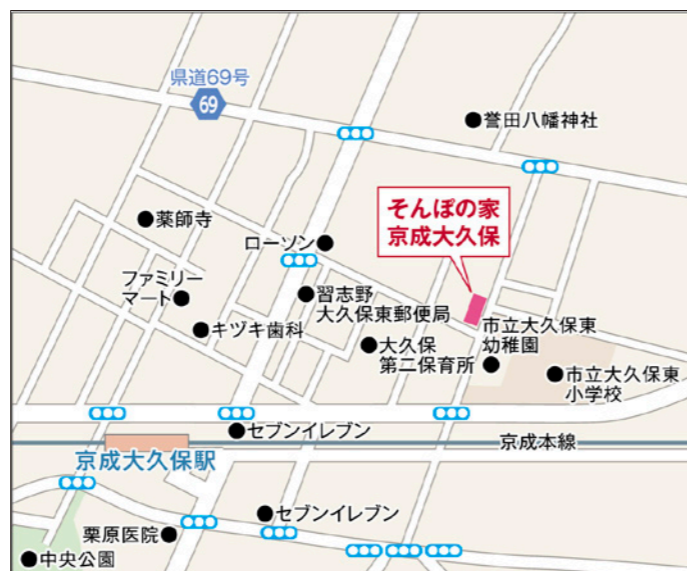 県道69号
69
誉田八幡神社
そんぽの家
京成大久保
薬師寺
ローソン
ファミリー
マート
習志野
大久保東郵便局
キヅキ歯科
大久保
第二保育所
市立大久保東
幼稚園
市立大久保東
小学校
セブンイレブン
京成本線
京成大久保駅
セブンイレブン
栗原医院
中央公園